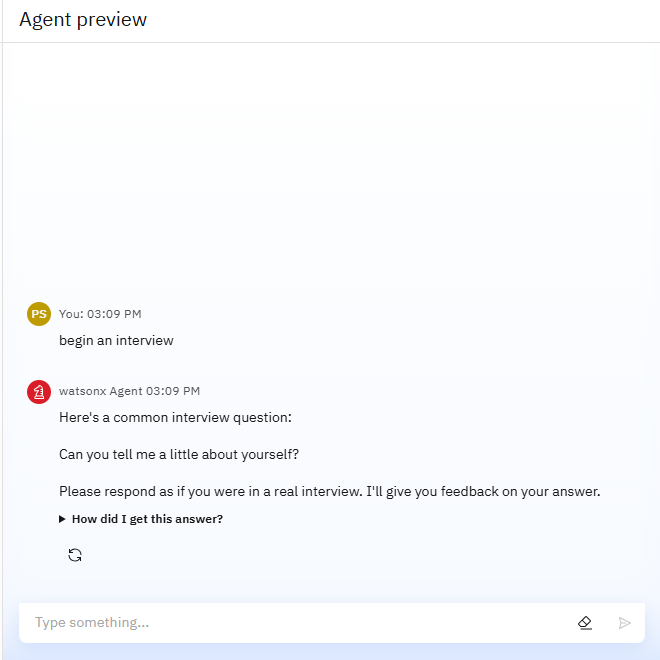 Agent preview
PS
You: 03:09 PM
begin an interview
watsonx Agent 03:09 PM
Here's a common interview question:
Can you tell me a little about yourself?
Please respond as if you were in a real interview. I'll give you feedback on your answer.
How did I get this answer?
Type something...